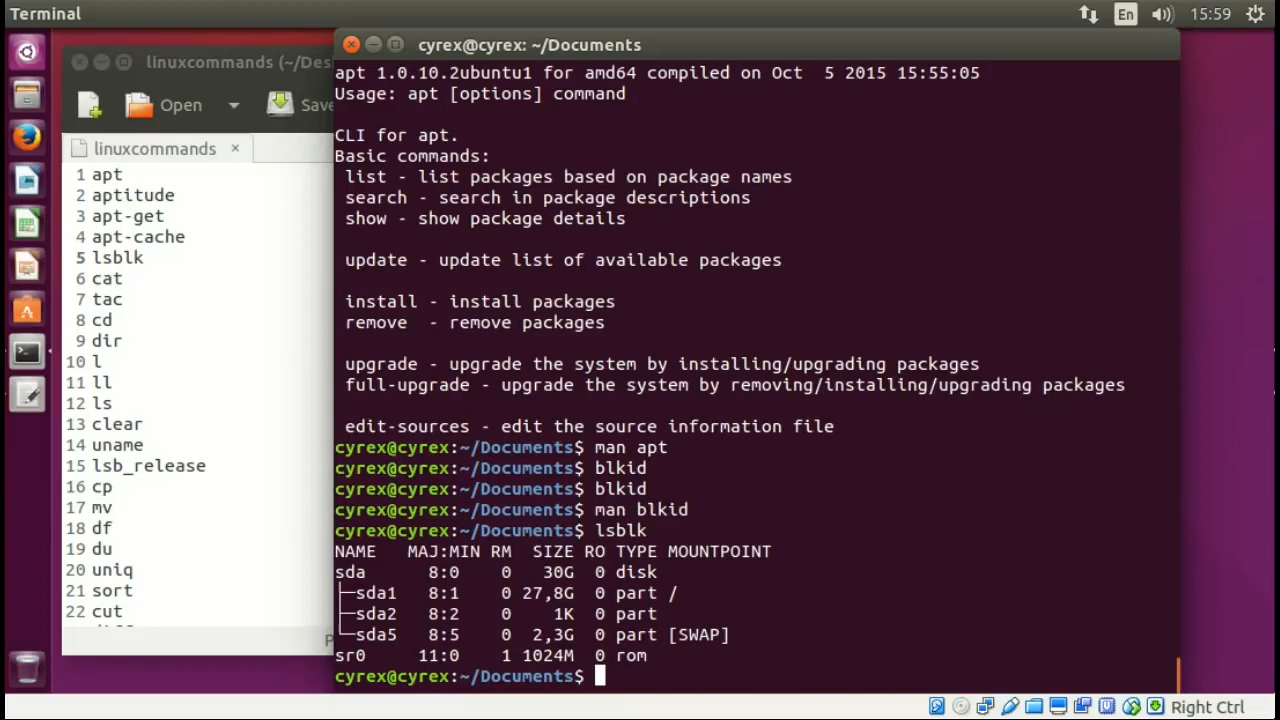 Terminal
En
15:59
linuxcommands (~/Des
Open
Save
linuxcommands ×
1 apt
2 aptitude
3 apt-get
4 apt-cache
5 lsblk
6 cat
7 tac
8 cd
9 dir
10 l
11 ll
12 ls
13 clear
14 uname
15 lsb_release
16 cp
17 mv
18 df
19 du
20 uniq
21 sort
22 cut
cyrex@cyrex: ~/Documents
apt 1.0.10.2ubuntu1 for amd64 compiled on Oct  5 2015 15:55:05
Usage: apt [options] command
CLI for apt.
Basic commands:
list - list packages based on package names
search - search in package descriptions
show - show package details
update - update list of available packages
install - install packages
remove  - remove packages
upgrade - upgrade the system by installing/upgrading packages
full-upgrade - upgrade the system by removing/installing/upgrading packages
edit-sources - edit the source information file
cyrex@cyrex:~/Documents$ man apt
cyrex@cyrex:~/Documents$ blkid
cyrex@cyrex:~/Documents$ blkid
cyrex@cyrex:~/Documents$ man blkid
cyrex@cyrex:~/Documents$ lsblk
NAME   MAJ:MIN RM  SIZE RO TYPE MOUNTPOINT
sda      8:0    0   30G  0 disk
├─sda1   8:1    0 27,8G  0 part /
├─sda2   8:2    0    1K  0 part
└─sda5   8:5    0  2,3G  0 part [SWAP]
sr0     11:0    1 1024M  0 rom
cyrex@cyrex:~/Documents$
Right Ctrl